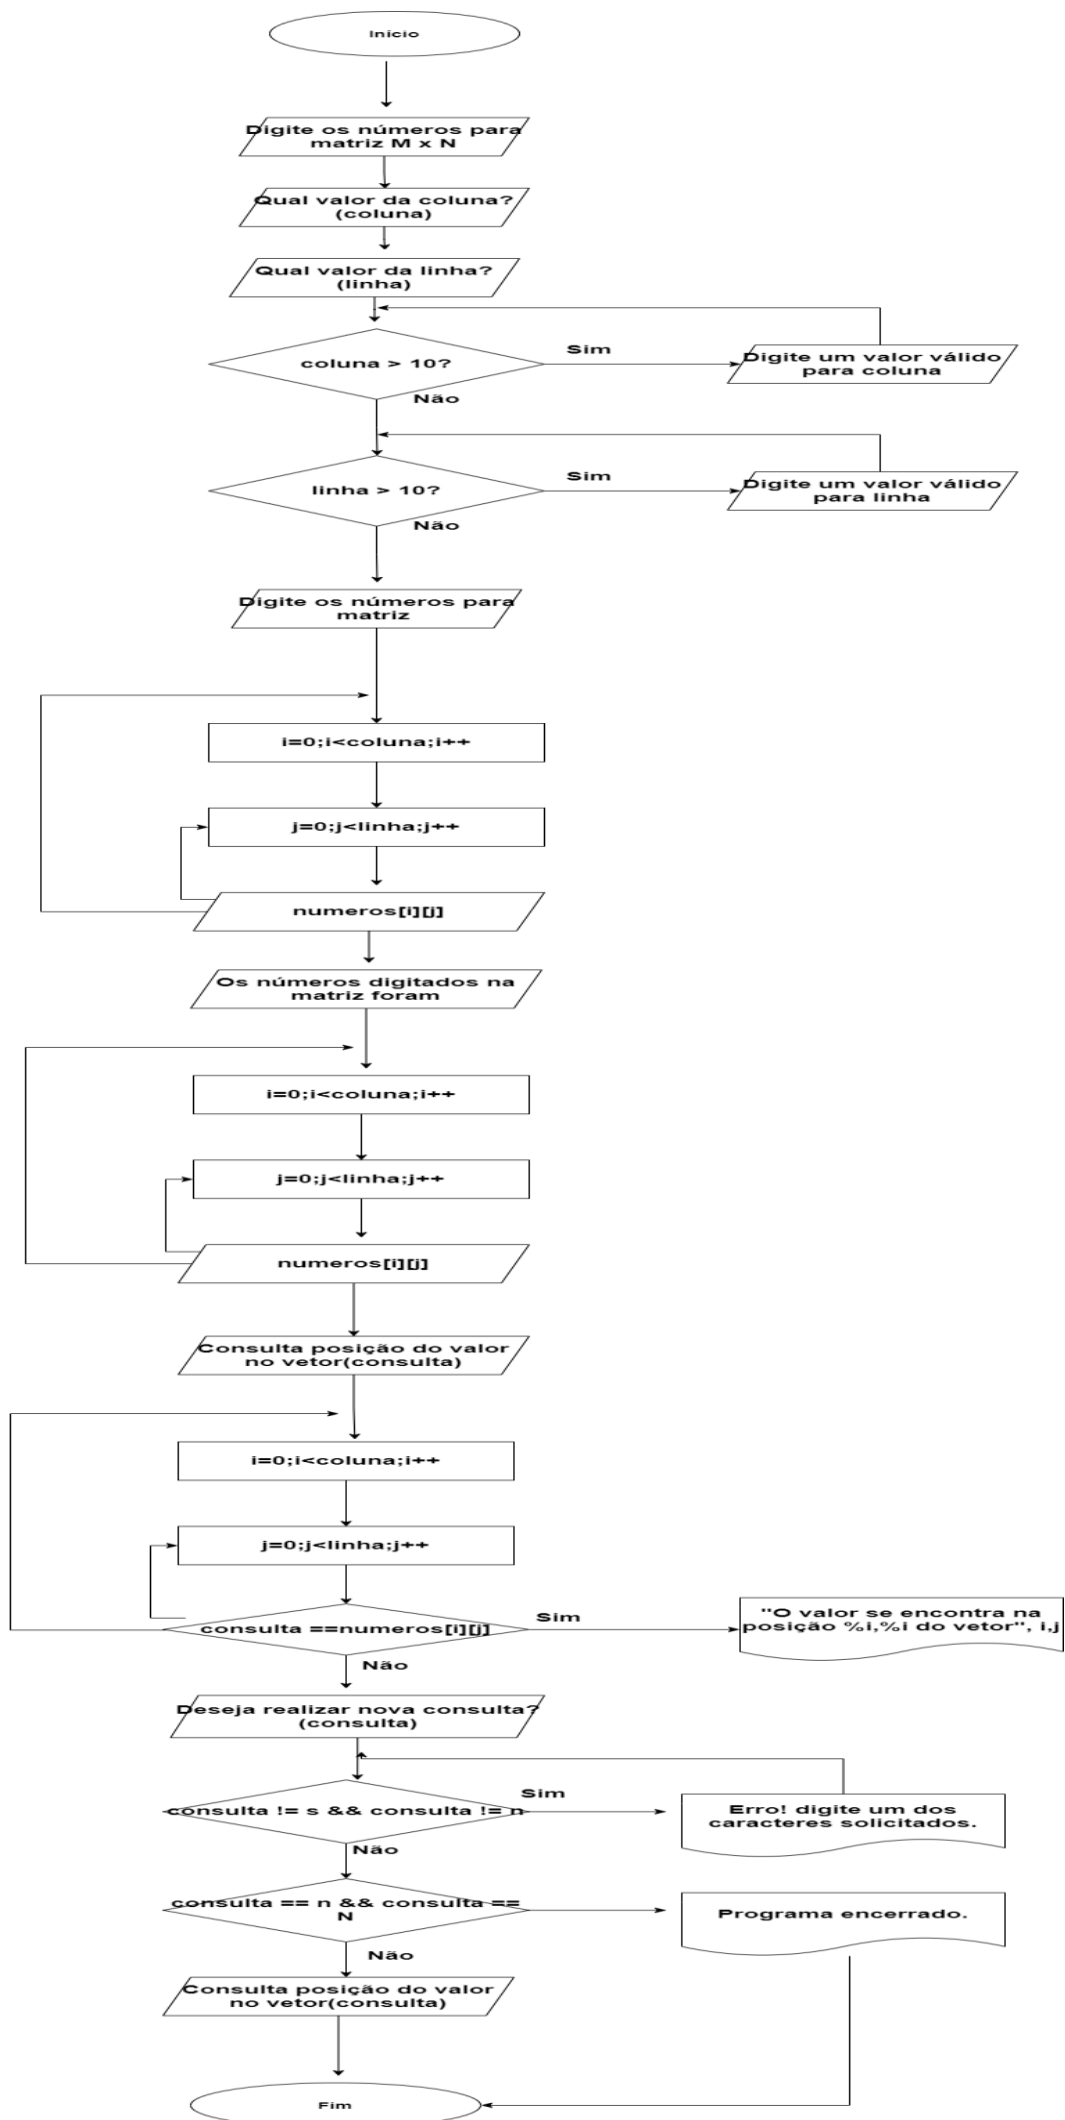 Início
Digite os números para
matriz M x N
Qual valor da coluna?
(coluna)
Qual valor da linha?
(linha)
coluna > 10?
Sim
Digite um valor válido
para coluna
Não
linha > 10?
Sim
Digite um valor válido
para linha
Não
Digite os números para
matriz
i=0;i<coluna;i++
j=0;j<linha;j++
numeros[i][j]
Os números digitados na
matriz foram
i=0;i<coluna;i++
j=0;j<linha;j++
numeros[i][j]
Consulta posição do valor
no vetor(consulta)
i=0;i<coluna;i++
j=0;j<linha;j++
consulta ==numeros[i][j]
Sim
"O valor se encontra na
posição %i,%i do vetor", i,j
Não
Deseja realizar nova consulta?
(consulta)
consulta != s && consulta != n
Sim
Erro! digite um dos
caracteres solicitados.
Não
consulta == n && consulta ==
N
Programa encerrado.
Não
Consulta posição do valor
no vetor(consulta)
Fim